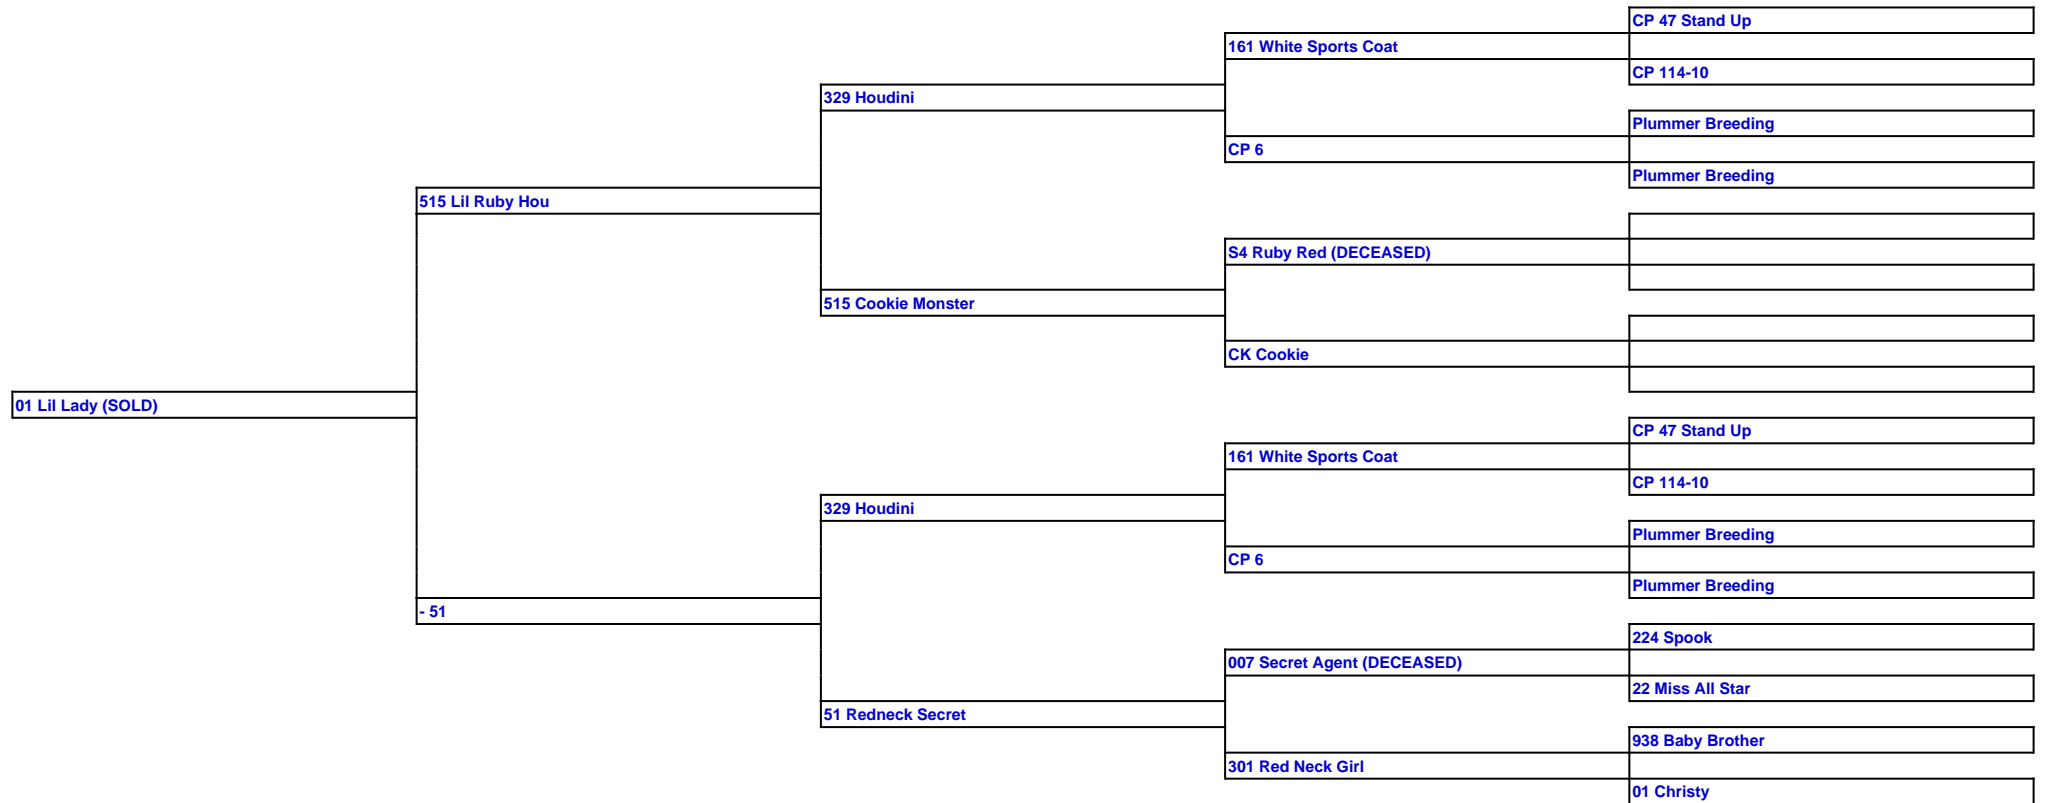 CP 47 Stand Up
161 White Sports Coat
CP 114-10
329 Houdini
Plummer Breeding
CP 6
Plummer Breeding
515 Lil Ruby Hou
S4 Ruby Red (DECEASED)
515 Cookie Monster
CK Cookie
01 Lil Lady (SOLD)
CP 47 Stand Up
161 White Sports Coat
CP 114-10
329 Houdini
Plummer Breeding
CP 6
Plummer Breeding
- 51
224 Spook
007 Secret Agent (DECEASED)
22 Miss All Star
51 Redneck Secret
938 Baby Brother
301 Red Neck Girl
01 Christy